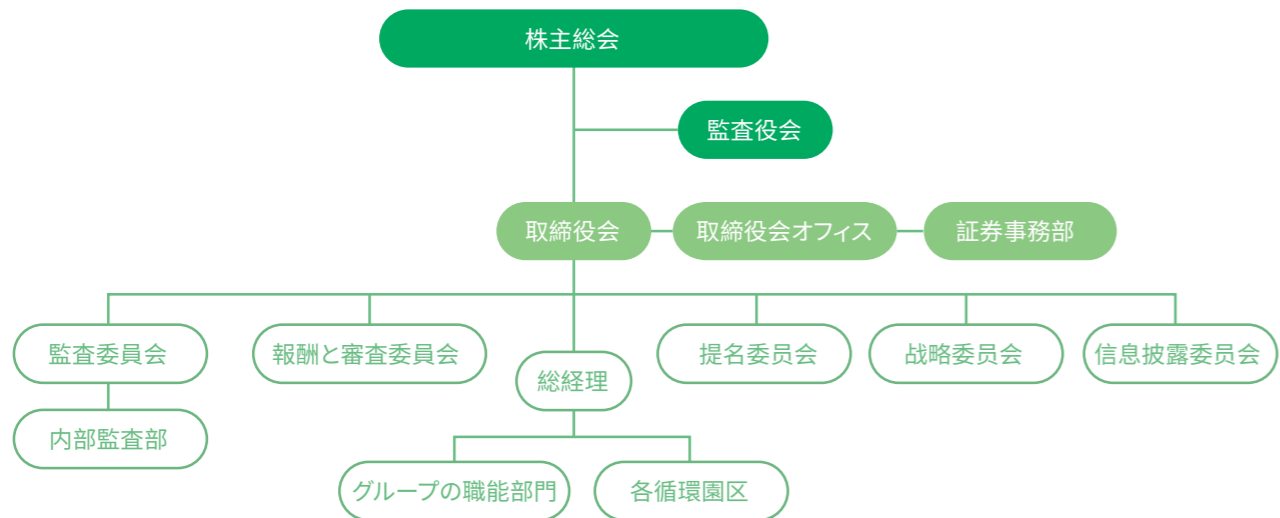 株主総会
監査役会
取締役会
取締役会オフィス
証券事務部
監査委員会
報酬と審査委員会
総経理
提名委员会
战略委员会
信息披露委员会
内部監査部
グループの職能部門
各循環園区